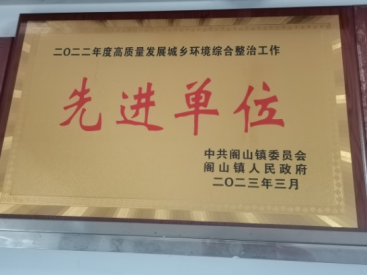 二〇二二年度高质量发展城乡环境综合整治工作
先进单位
中共阁山镇委员会
阁山镇人民政府
二〇二三年三月